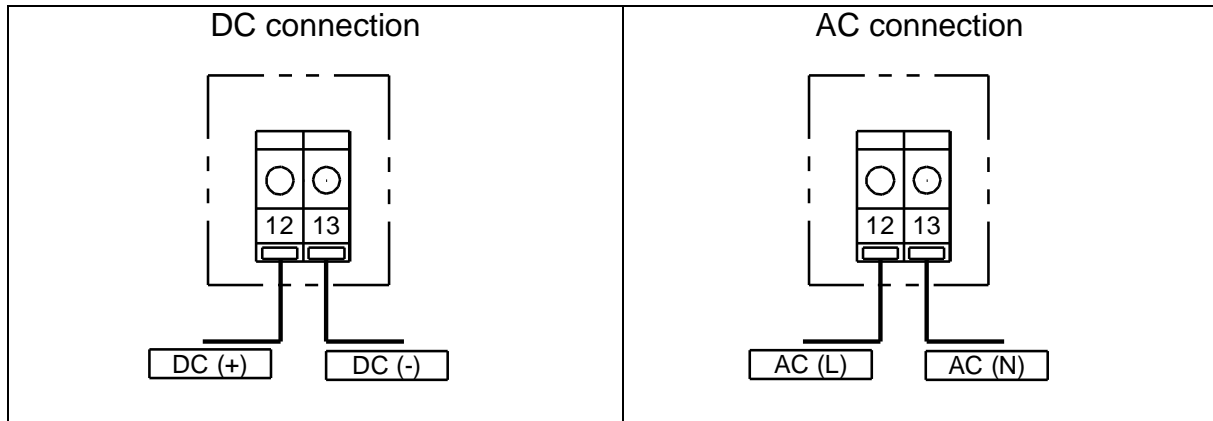 DC connection
12 13
DC (+) DC (-)
AC connection
12 13
AC (L) AC (N)